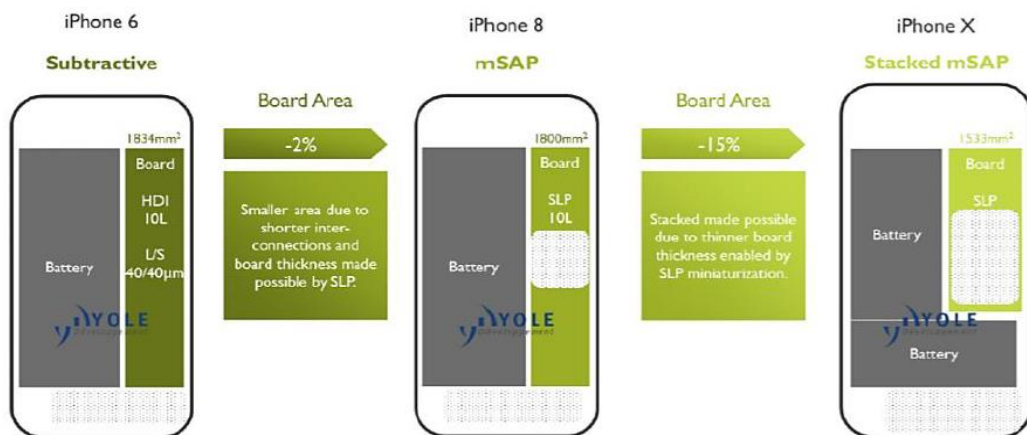 iPhone 6
Subtractive
1834mm²
Board
HDI
10L
L/S
40/40µm
Battery
YOLE
Développement
Board Area
-2%
Smaller area due to
shorter inter-
connections and
board thickness made
possible by SLP.
iPhone 8
mSAP
1800mm²
Board
SLP
10L
Battery
YOLE
Développement
Board Area
-15%
Stacked made possible
due to thinner board
thickness enabled by
SLP miniaturization.
iPhone X
Stacked mSAP
1533mm²
Board
SLP
Battery
YOLE
Développement
Battery